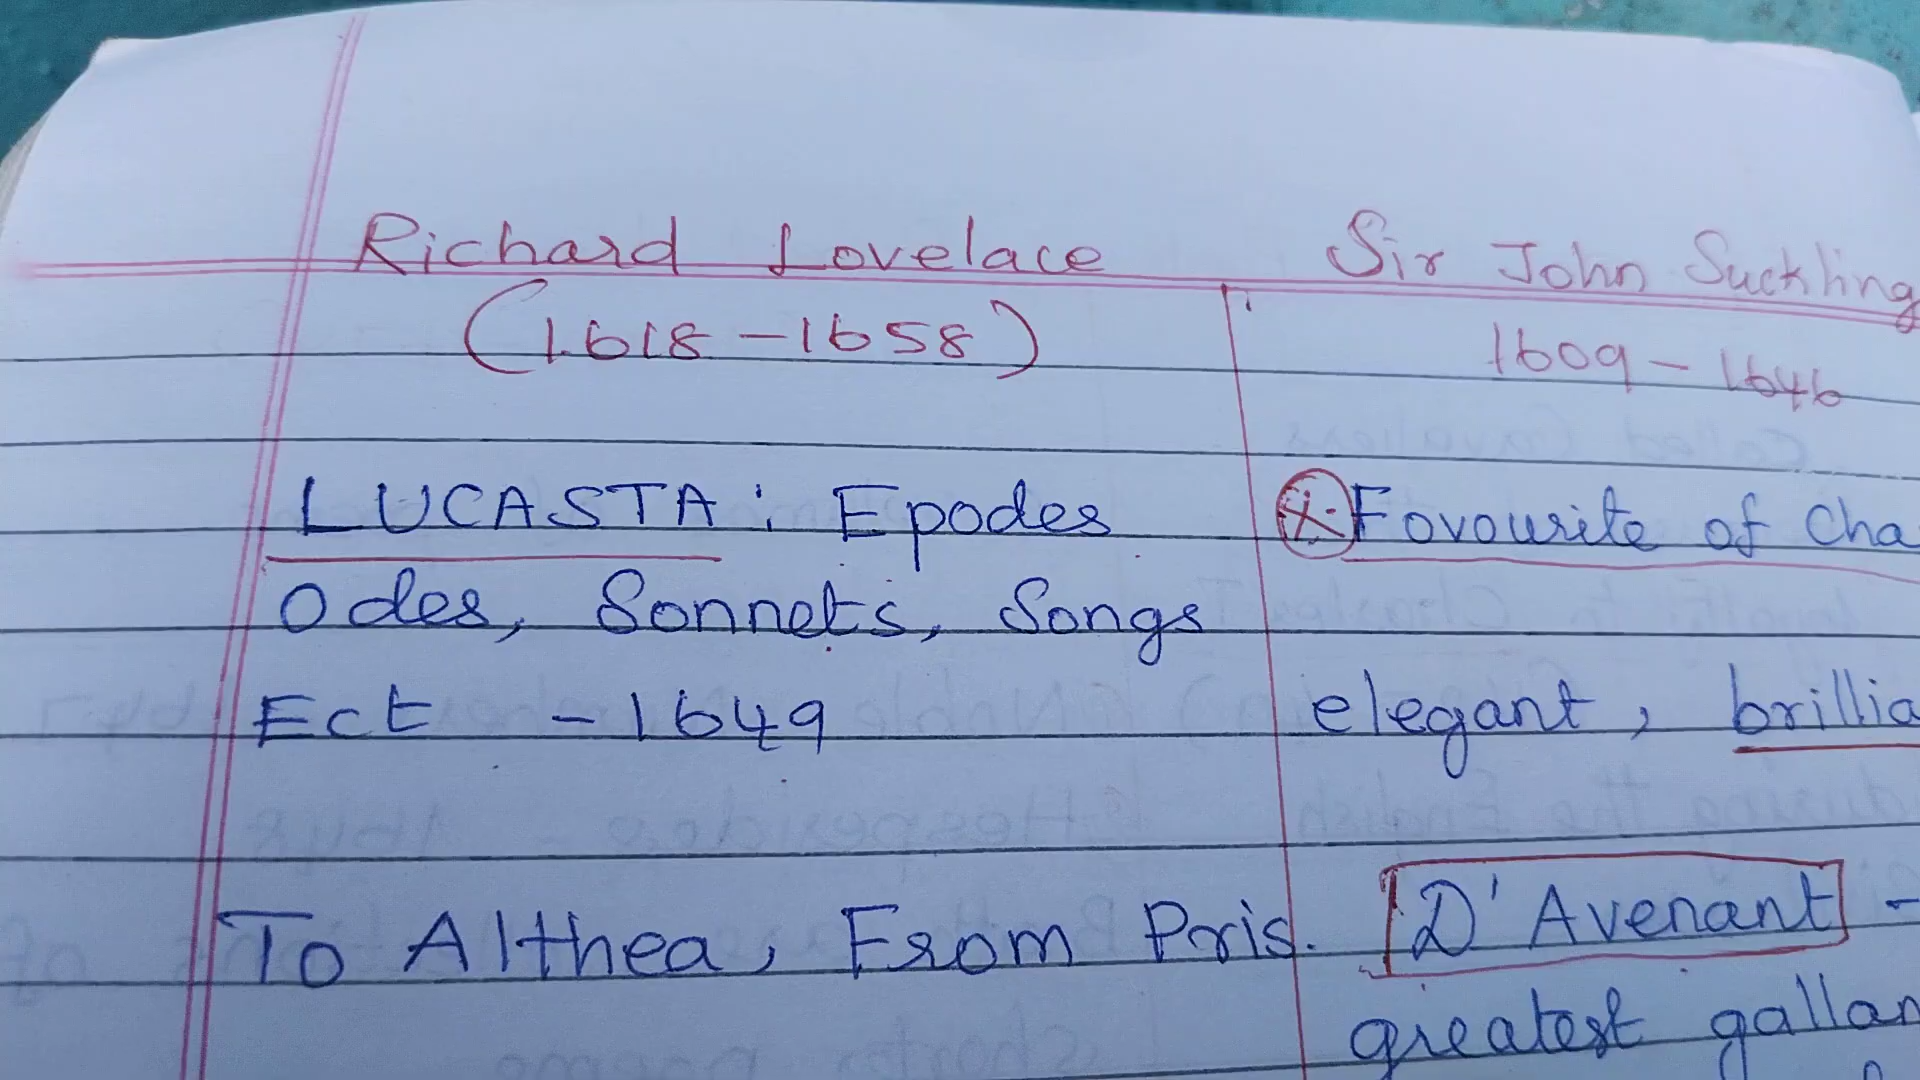 Richard Lovelace
(1618-1658)
LUCASTA: Epodes
Odes, Sonnets, Songs
Ect - 1649
To Althea, From Pris.
Sir John Suckling
1609-1646
Fovourite of Cha
elegant, brillia
D'Avenant -
greatest gallan